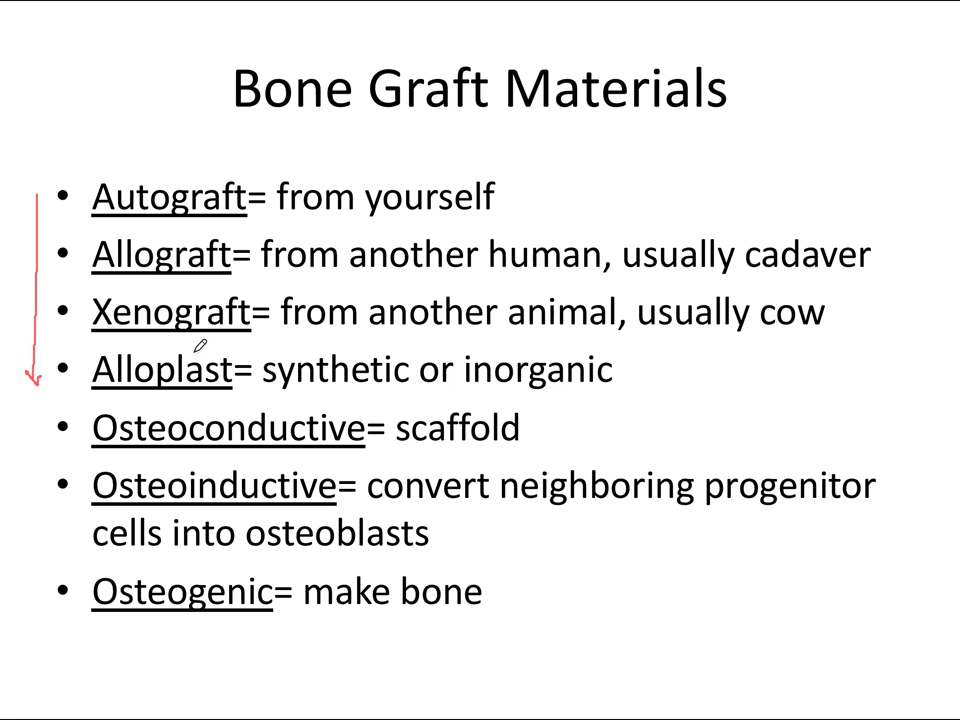 Bone Graft Materials
• Autograft= from yourself
• Allograft= from another human, usually cadaver
• Xenograft= from another animal, usually cow
• Alloplast= synthetic or inorganic
• Osteoconductive= scaffold
• Osteoinductive= convert neighboring progenitor
cells into osteoblasts
• Osteogenic= make bone